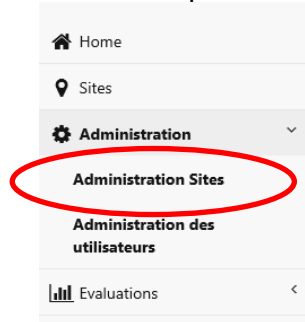 Home
Sites
Administration
Administration Sites
Administration des
utilisateurs
Evaluations